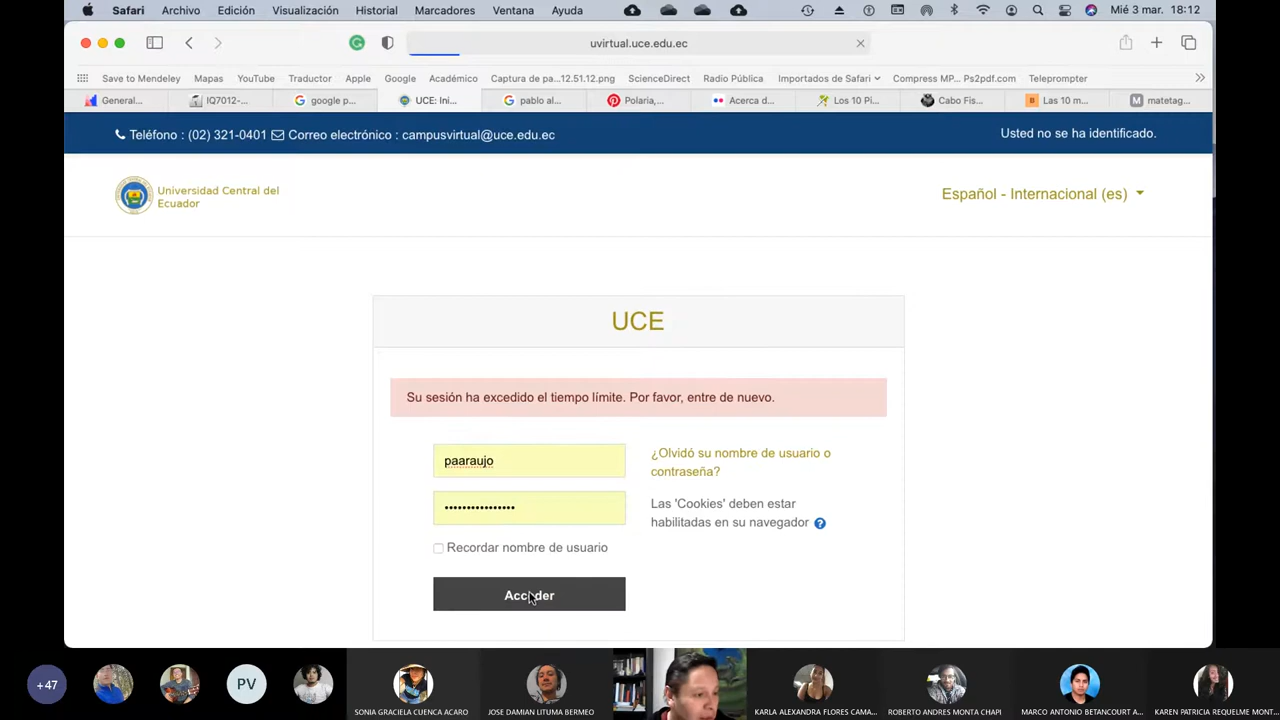 Safari Archivo Edición Visualización Historial Marcadores Ventana Ayuda Mié 3 mar. 18:12
uvirtual.uce.edu.ec
Save to Mendeley Mapas YouTube Traductor Apple Google Académico Captura de pa...12.51.12.png ScienceDirect Radio Pública Importados de Safari Compress MP... Ps2pdf.com Teleprompter
General... IQ7012-... google p... UCE: Ini... pablo al... Polaria,... Acerca d... Los 10 Pi... Cabo Fis... Las 10 m... matetag...
Teléfono : (02) 321-0401 Correo electrónico : campusvirtual@uce.edu.ec Usted no se ha identificado.
Universidad Central del
Ecuador
Español - Internacional (es)
UCE
Su sesión ha excedido el tiempo límite. Por favor, entre de nuevo.
paaraujo
¿Olvidó su nombre de usuario o
contraseña?
••••••••••••••••
Las 'Cookies' deben estar
habilitadas en su navegador
Recordar nombre de usuario
Acceder
+47 PV
SONIA GRACIELA CUENCA ACARO JOSE DAMIAN LITUMA BERMEO KARLA ALEXANDRA FLORES CAMA... ROBERTO ANDRES MONTA CHAPI MARCO ANTONIO BETANCOURT A... KAREN PATRICIA REQUELME MONT...